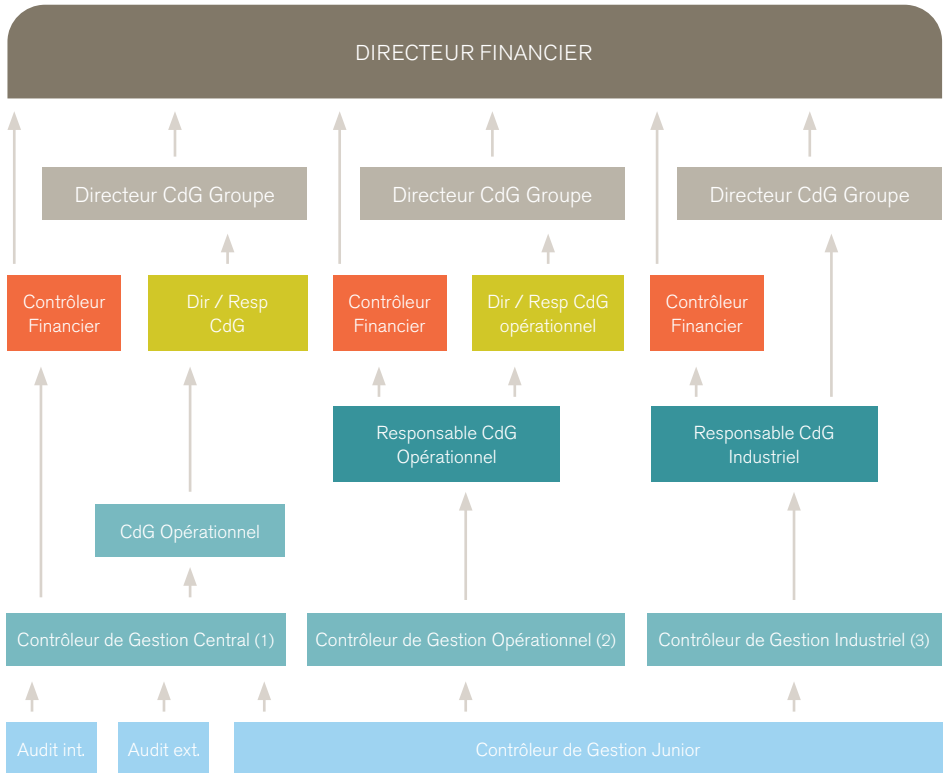 DIRECTEUR FINANCIER
Directeur CdG Groupe
Directeur CdG Groupe
Directeur CdG Groupe
Contrôleur
Financier
Dir / Resp
CdG
Contrôleur
Financier
Dir / Resp CdG
opérationnel
Contrôleur
Financier
Responsable CdG
Opérationnel
Responsable CdG
Industriel
CdG Opérationnel
Contrôleur de Gestion Central (1)
Contrôleur de Gestion Opérationnel (2)
Contrôleur de Gestion Industriel (3)
Audit int.
Audit ext.
Contrôleur de Gestion Junior